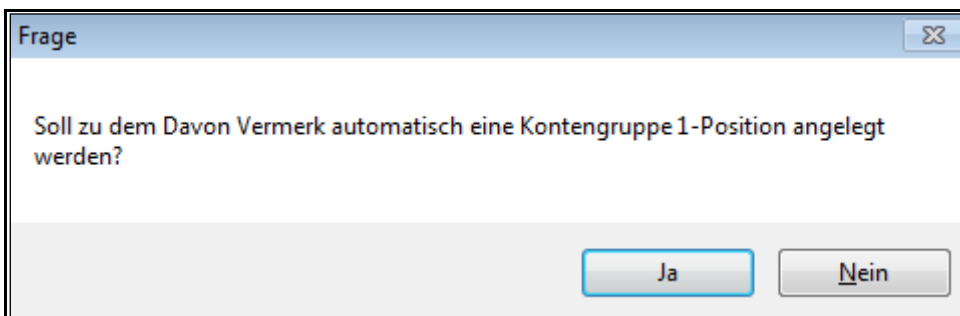 Frage
Soll zu dem Davon Vermerk automatisch eine Kontengruppe 1-Position angelegt
werden?
Ja
Nein